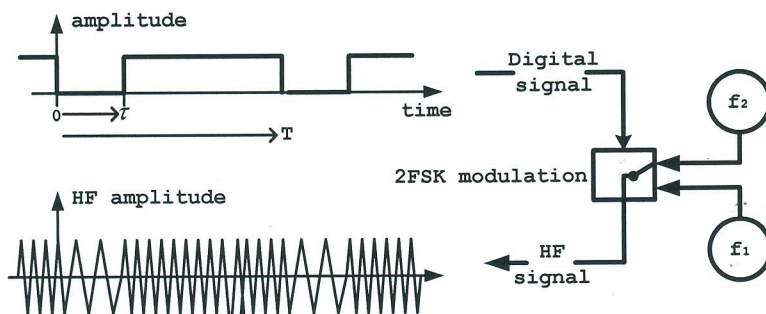 amplitude
0
τ
time
T
Digital
signal
f₂
2FSK modulation
HF amplitude
HF
signal
f₁